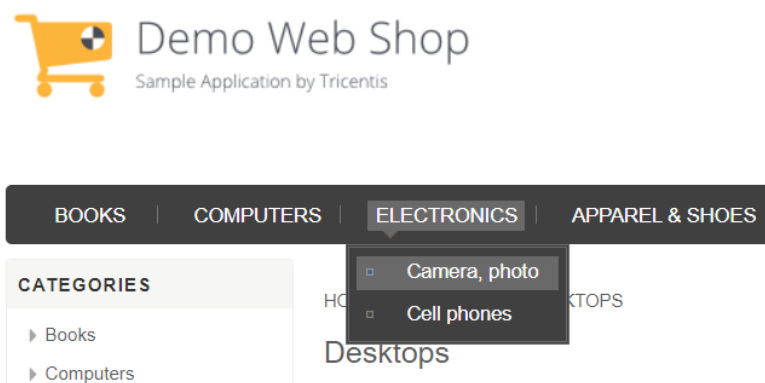 Demo Web Shop
Sample Application by Tricentis
BOOKS COMPUTERS ELECTRONICS APPAREL & SHOES
Camera, photo
Cell phones
CATEGORIES
Books
Computers
Desktops